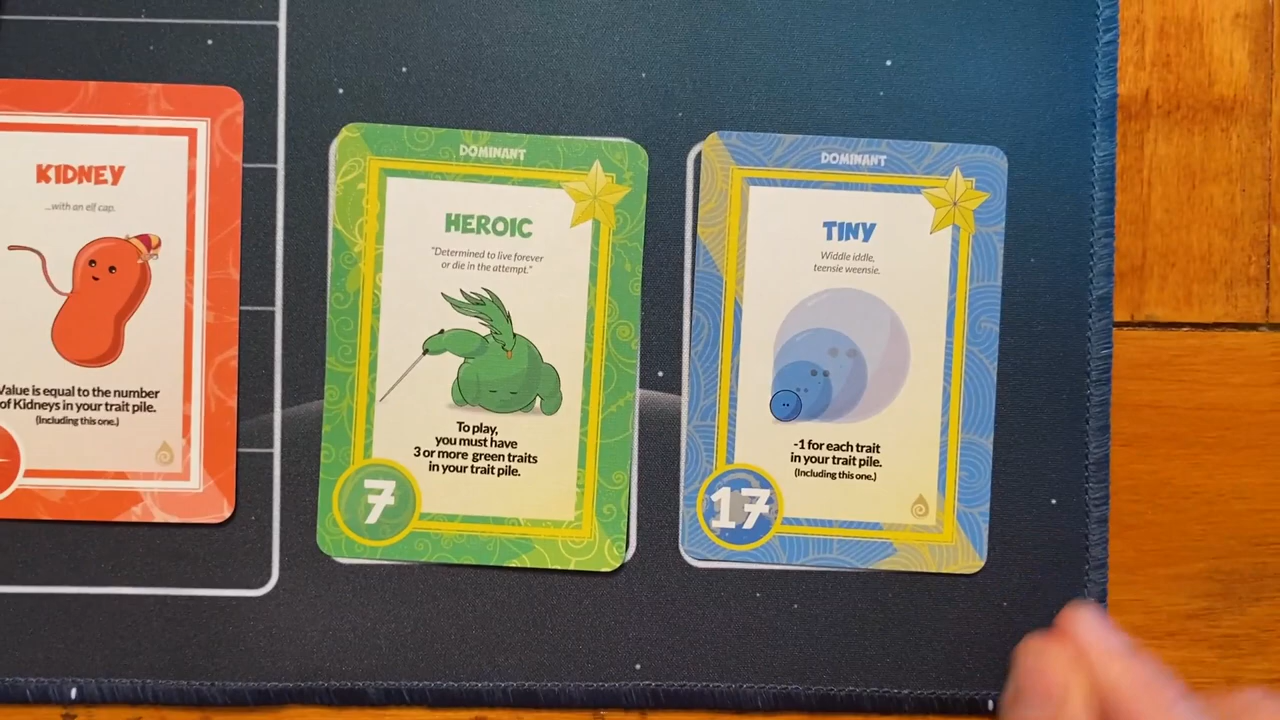 KIDNEY
...with an elf cap.
Value is equal to the number
of Kidneys in your trait pile.
(Including this one.)
DOMINANT
HEROIC
"Determined to live forever
or die in the attempt."
To play,
you must have
3 or more green traits
in your trait pile.
7
DOMINANT
TINY
Widdle iddle,
teensie weensie.
-1 for each trait
in your trait pile.
(Including this one.)
17